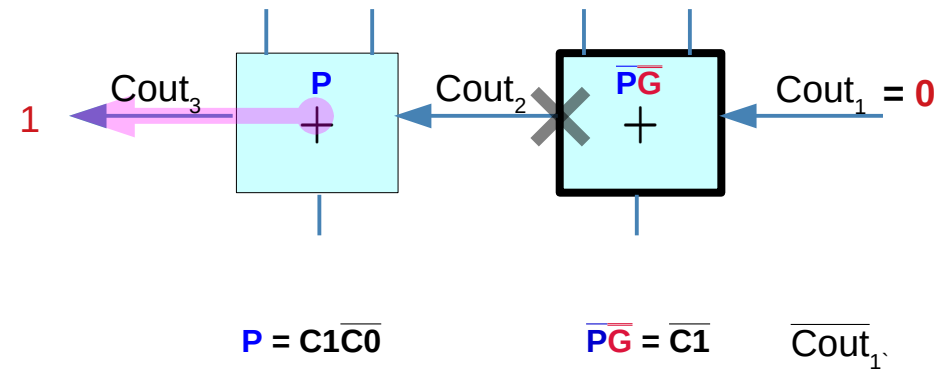 P
P̅G̅
Cout₃
Cout₂
Cout₁ = 0
1
+
+
P = C1C̅0̅
P̅G̅ = C̅1̅
C̅o̅u̅t̅₁`